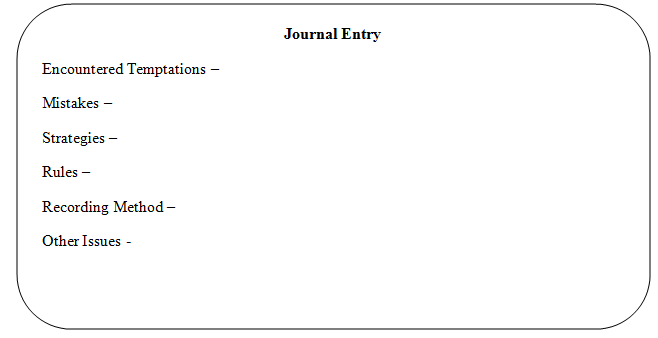 Journal Entry
Encountered Temptations –
Mistakes –
Strategies –
Rules –
Recording Method –
Other Issues -